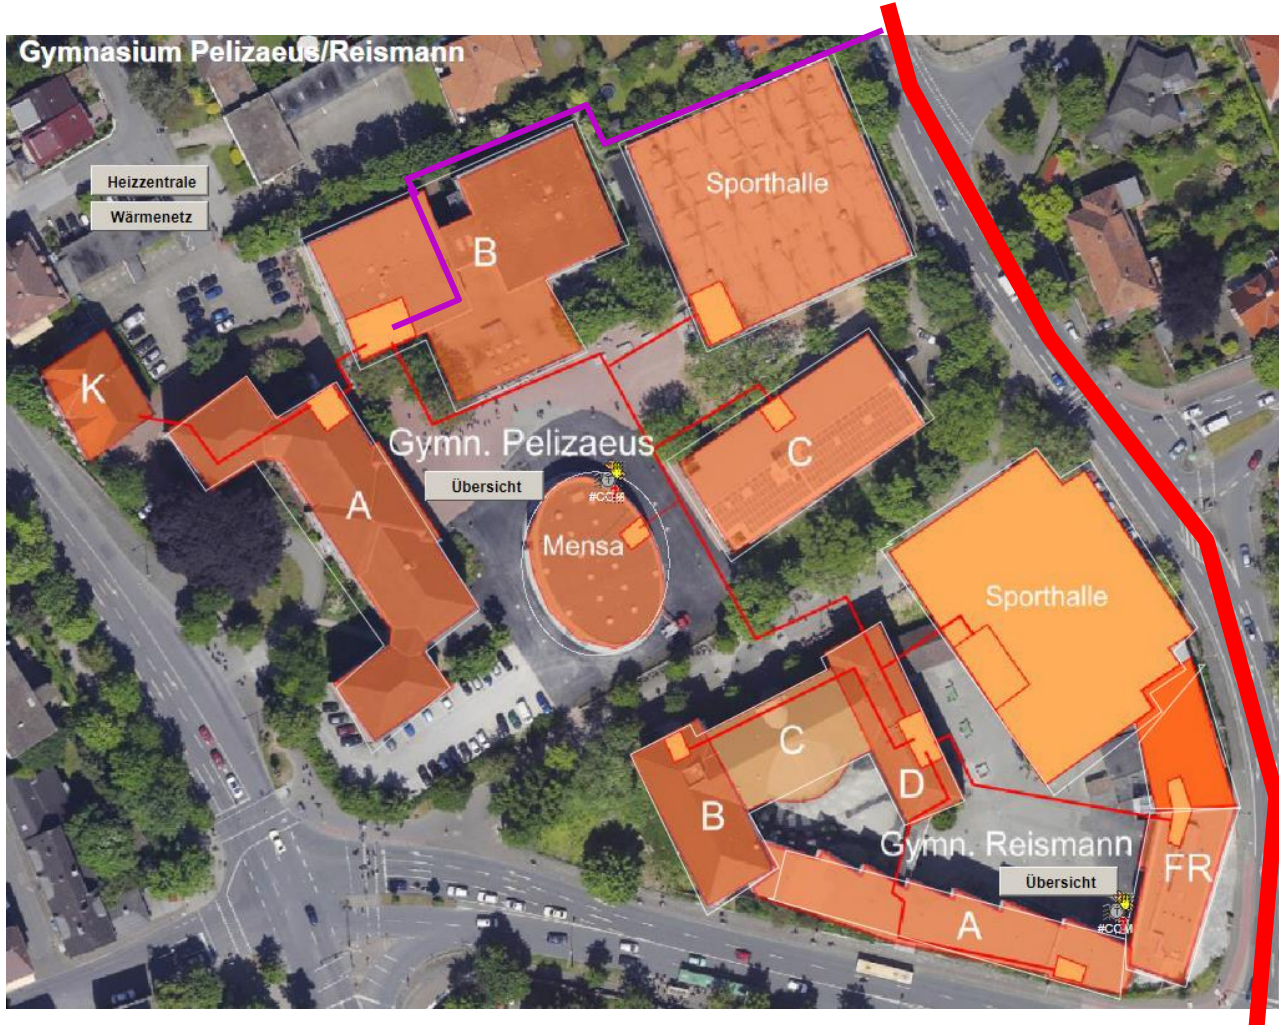 Gymnasium Pelizaeus/Reismann
Heizzentrale
Wärmenetz
Sporthalle
B
K
Gymn. Pelizaeus
C
Übersicht
A
Mensa
Sporthalle
C
D
B
Gymn. Reismann
FR
Übersicht
A